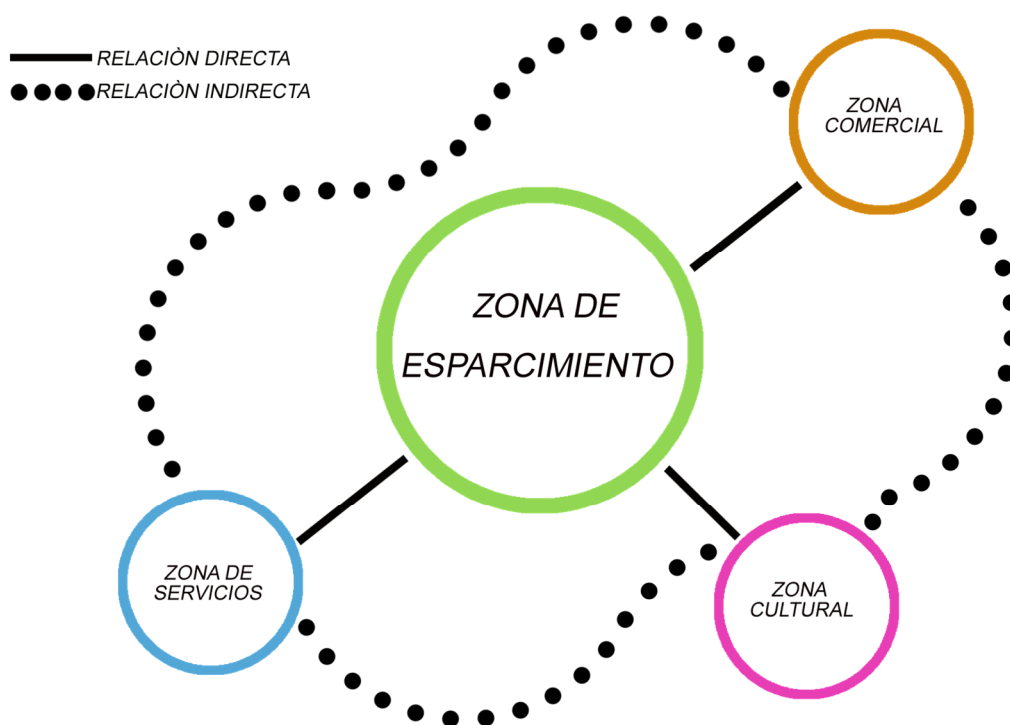 RELACIÒN DIRECTA
RELACIÒN INDIRECTA
ZONA
COMERCIAL
ZONA DE
ESPARCIMIENTO
ZONA DE
SERVICIOS
ZONA
CULTURAL